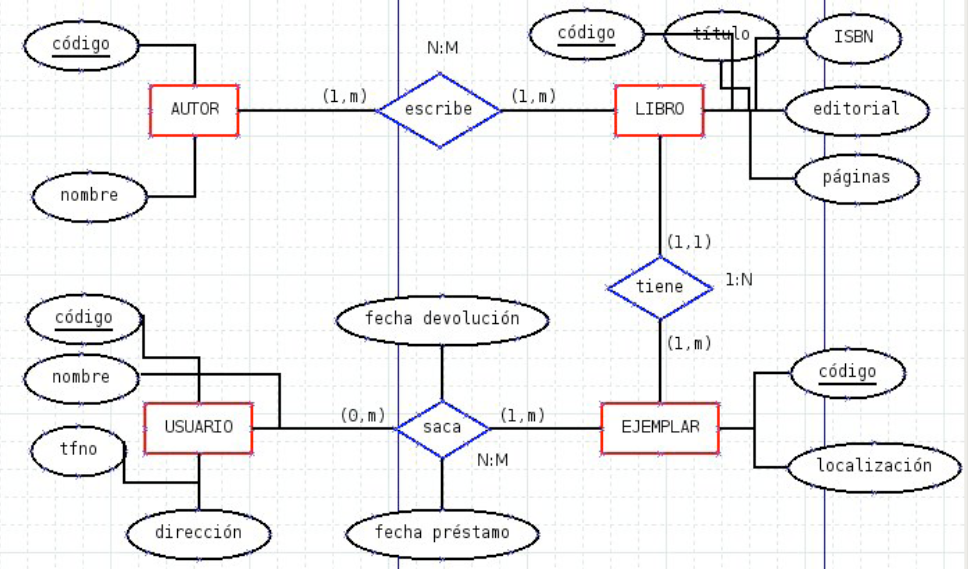 código
N:M
código
título
ISBN
AUTOR
(1,m)
escribe
(1,m)
LIBRO
editorial
nombre
páginas
(1,1)
tiene
1:N
código
fecha devolución
(1,m)
nombre
código
USUARIO
(0,m)
saca
(1,m)
EJEMPLAR
tfno
N:M
localización
dirección
fecha préstamo